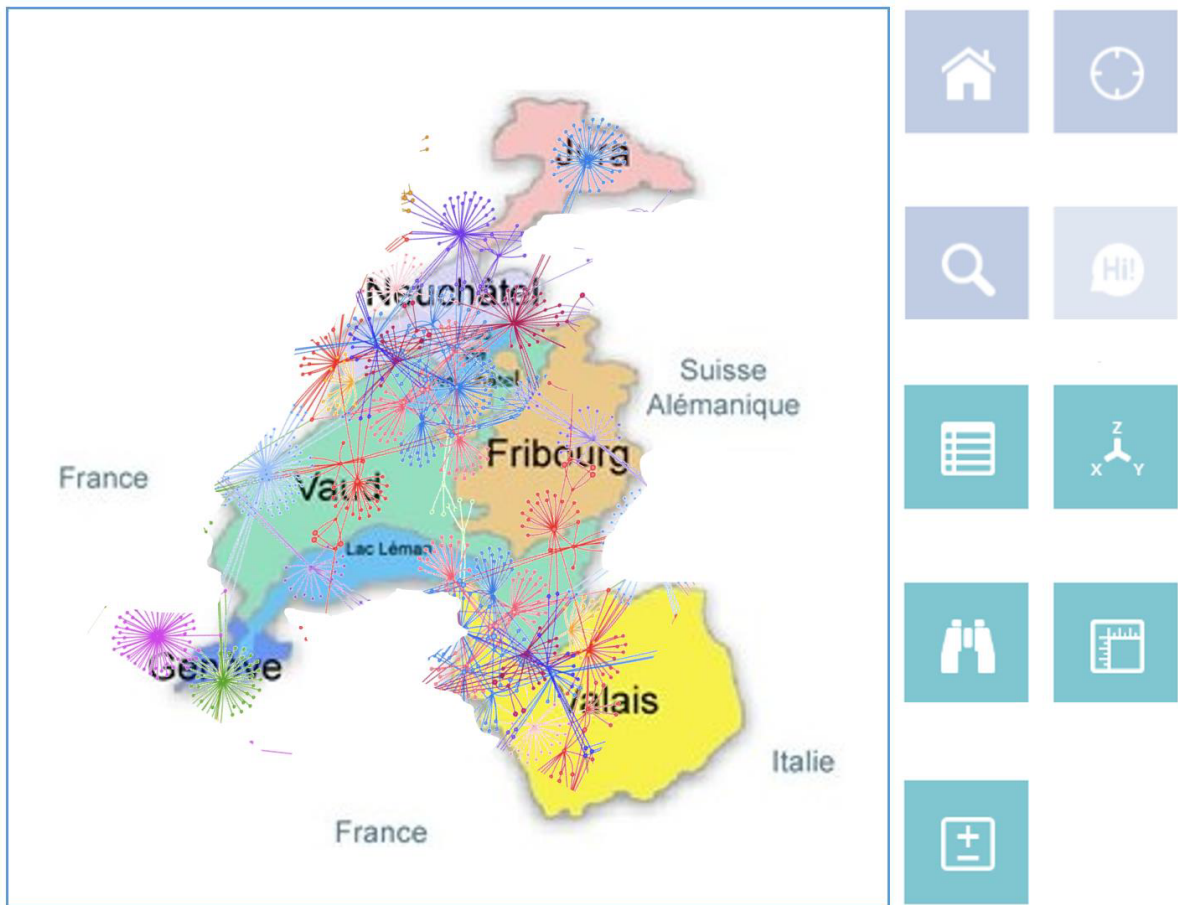 Jura
Hi!
Neuchâtel
Suisse
Alémanique
Fribourg
France
Vaud
Z
X Y
Lac Léman
Genève
Valais
Italie
France